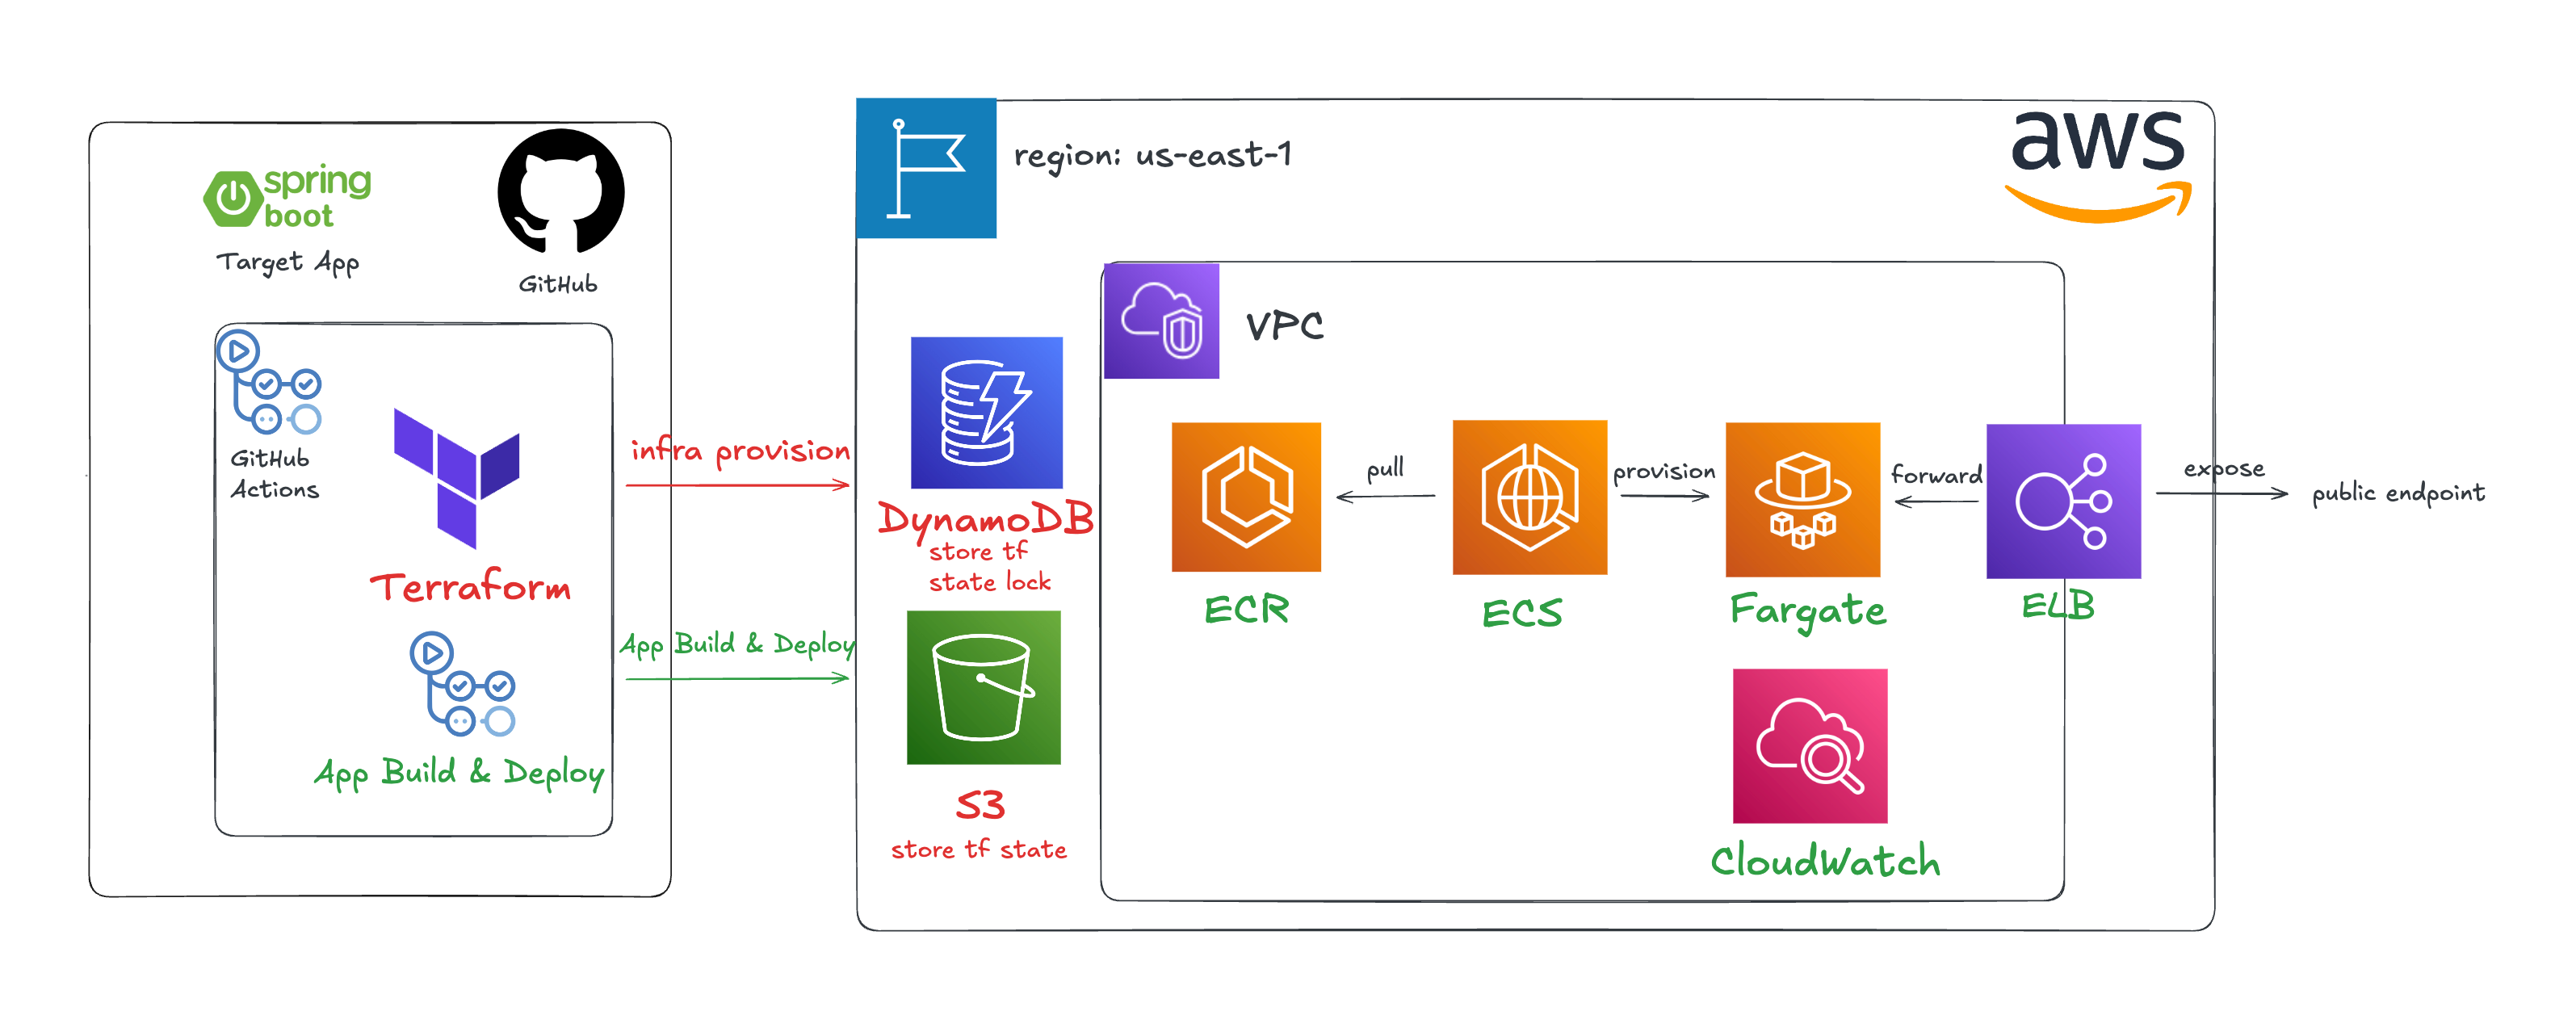 spring
boot
Target App
GitHub
GitHub
Actions
Terraform
App Build & Deploy
infra provision
App Build & Deploy
region: us-east-1
aws
DynamoDB
store tf
state lock
S3
store tf state
VPC
ECR
pull
ECS
provision
Fargate
forward
ELB
expose
public endpoint
CloudWatch